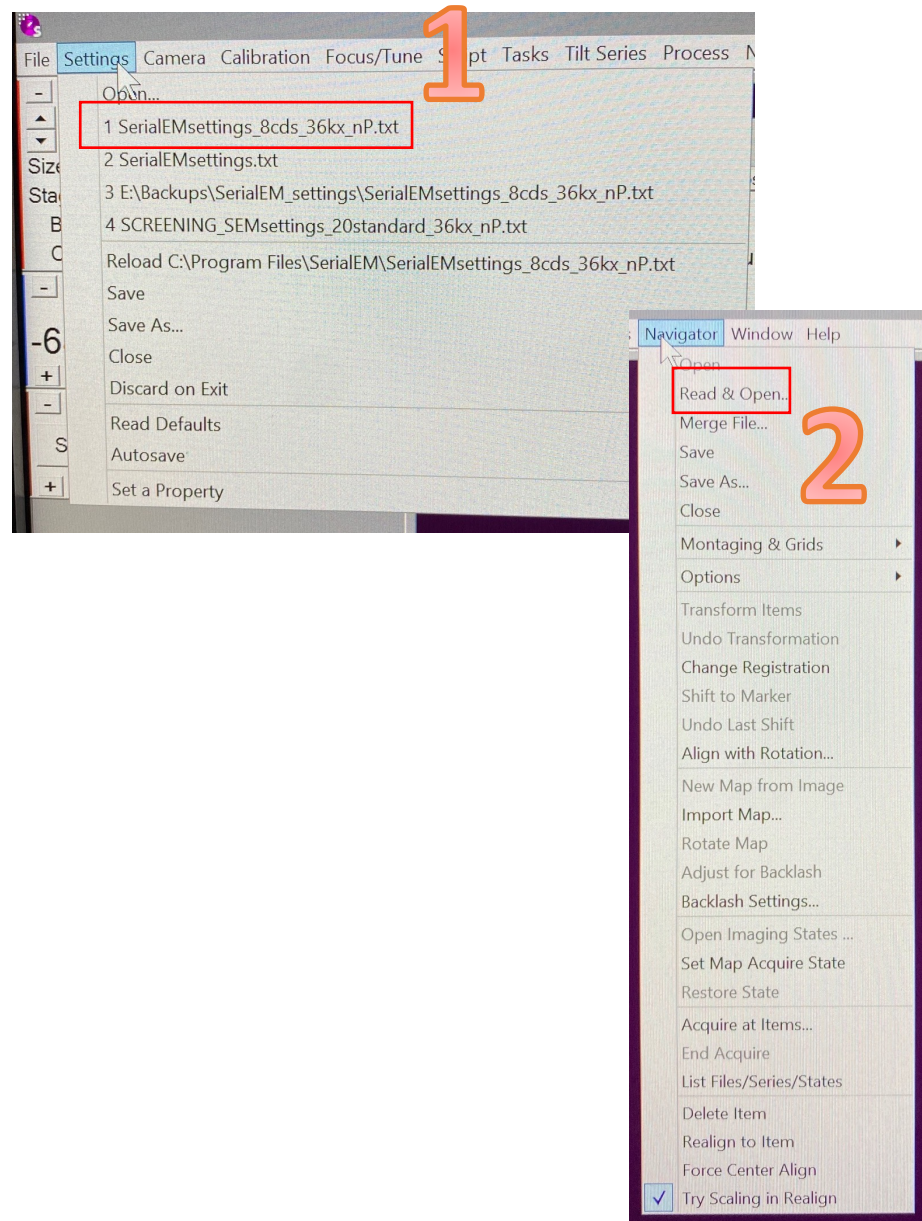 1
File Settings Camera Calibration Focus/Tune Tasks Tilt Series Process
Open...
1 SerialEMsettings_8cds_36kx_nP.txt
2 SerialEMsettings.txt
3 E:\Backups\SerialEM_settings\SerialEMsettings_8cds_36kx_nP.txt
4 SCREENING_SEMsettings_20standard_36kx_nP.txt
Reload C:\Program Files\SerialEM\SerialEMsettings_8cds_36kx_nP.txt
Save
Save As...
Close
Discard on Exit
Read Defaults
Autosave
Set a Property
-
Size
Sta
B
C
-
-6
+
-
S
+
2
Navigator Window Help
Open
Read & Open...
Merge File...
Save
Save As...
Close
Montaging & Grids
Options
Transform Items
Undo Transformation
Change Registration
Shift to Marker
Undo Last Shift
Align with Rotation...
New Map from Image
Import Map...
Rotate Map
Adjust for Backlash
Backlash Settings...
Open Imaging States ...
Set Map Acquire State
Restore State
Acquire at Items...
End Acquire
List Files/Series/States
Delete Item
Realign to Item
Force Center Align
Try Scaling in Realign